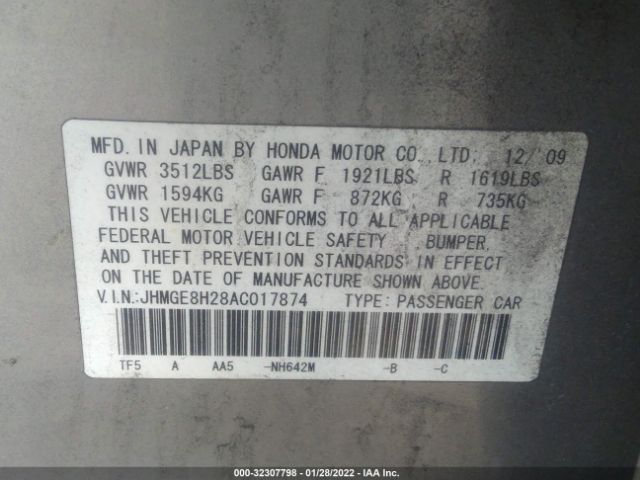 MFD. IN JAPAN BY HONDA MOTOR CO., LTD. 12/09
GVWR 3512LBS GAWR F 1921LBS R 1619LBS
GVWR 1594KG GAWR F 872KG R 735KG
THIS VEHICLE CONFORMS TO ALL APPLICABLE
FEDERAL MOTOR VEHICLE SAFETY BUMPER,
AND THEFT PREVENTION STANDARDS IN EFFECT
ON THE DATE OF MANUFACTURE SHOWN ABOVE.
V.I.N.:JHMGE8H28AC017874 TYPE: PASSENGER CAR
TF5 A AA5 -NH642M -B -C
000-32307798 - 01/28/2022 - IAA Inc.